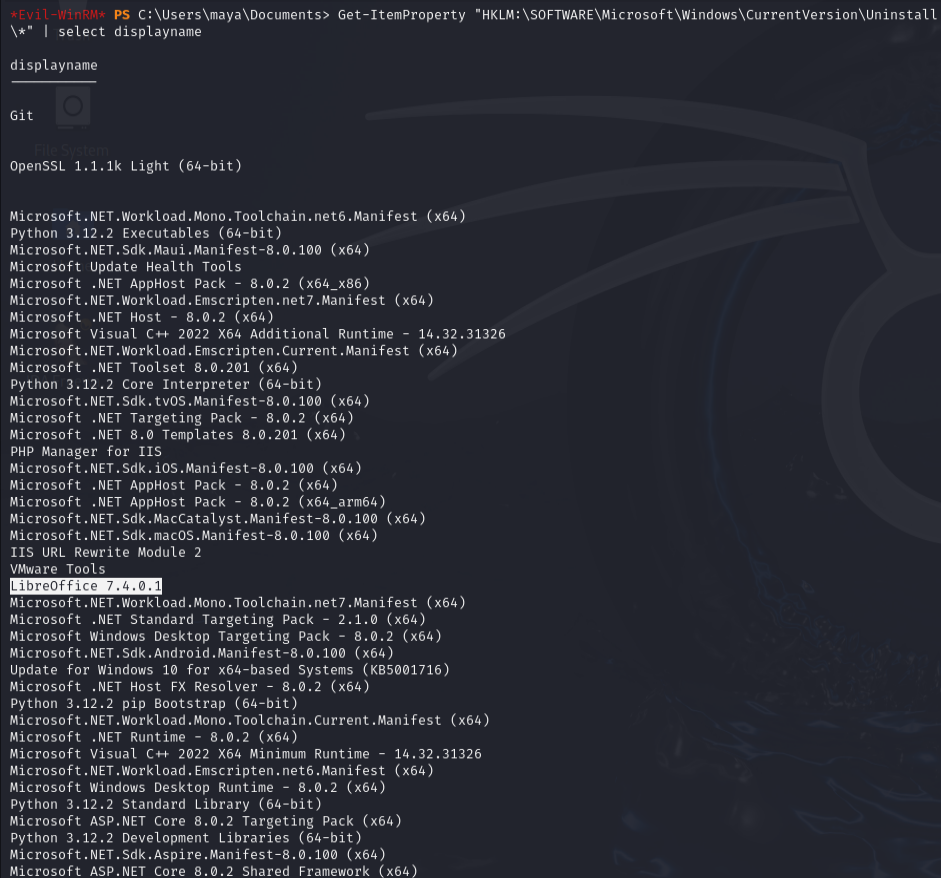 *Evil-WinRM* PS C:\Users\maya\Documents> Get-ItemProperty "HKLM:\SOFTWARE\Microsoft\Windows\CurrentVersion\Uninstall
\*" | select displayname
displayname
Git
File System
OpenSSL 1.1.1k Light (64-bit)
Microsoft.NET.Workload.Mono.Toolchain.net6.Manifest (x64)
Python 3.12.2 Executables (64-bit)
Microsoft.NET.Sdk.Maui.Manifest-8.0.100 (x64)
Microsoft Update Health Tools
Microsoft .NET AppHost Pack - 8.0.2 (x64_x86)
Microsoft.NET.Workload.Emscripten.net7.Manifest (x64)
Microsoft .NET Host - 8.0.2 (x64)
Microsoft Visual C++ 2022 X64 Additional Runtime - 14.32.31326
Microsoft.NET.Workload.Emscripten.Current.Manifest (x64)
Microsoft .NET Toolset 8.0.201 (x64)
Python 3.12.2 Core Interpreter (64-bit)
Microsoft.NET.Sdk.tvOS.Manifest-8.0.100 (x64)
Microsoft .NET Targeting Pack - 8.0.2 (x64)
Microsoft .NET 8.0 Templates 8.0.201 (x64)
PHP Manager for IIS
Microsoft.NET.Sdk.iOS.Manifest-8.0.100 (x64)
Microsoft .NET AppHost Pack - 8.0.2 (x64)
Microsoft .NET AppHost Pack - 8.0.2 (x64_arm64)
Microsoft.NET.Sdk.MacCatalyst.Manifest-8.0.100 (x64)
Microsoft.NET.Sdk.macOS.Manifest-8.0.100 (x64)
IIS URL Rewrite Module 2
VMware Tools
LibreOffice 7.4.0.1
Microsoft.NET.Workload.Mono.Toolchain.net7.Manifest (x64)
Microsoft .NET Standard Targeting Pack - 2.1.0 (x64)
Microsoft Windows Desktop Targeting Pack - 8.0.2 (x64)
Microsoft.NET.Sdk.Android.Manifest-8.0.100 (x64)
Update for Windows 10 for x64-based Systems (KB5001716)
Microsoft .NET Host FX Resolver - 8.0.2 (x64)
Python 3.12.2 pip Bootstrap (64-bit)
Microsoft.NET.Workload.Mono.Toolchain.Current.Manifest (x64)
Microsoft .NET Runtime - 8.0.2 (x64)
Microsoft Visual C++ 2022 X64 Minimum Runtime - 14.32.31326
Microsoft.NET.Workload.Emscripten.net6.Manifest (x64)
Microsoft Windows Desktop Runtime - 8.0.2 (x64)
Python 3.12.2 Standard Library (64-bit)
Microsoft ASP.NET Core 8.0.2 Targeting Pack (x64)
Python 3.12.2 Development Libraries (64-bit)
Microsoft.NET.Sdk.Aspire.Manifest-8.0.100 (x64)
Microsoft ASP.NET Core 8.0.2 Shared Framework (x64)